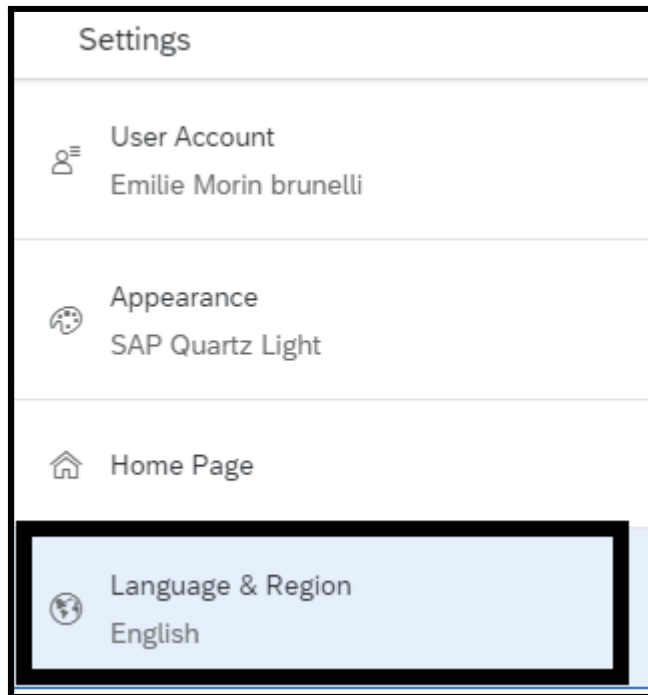 Settings
User Account
Emilie Morin brunelli
Appearance
SAP Quartz Light
Home Page
Language & Region
English